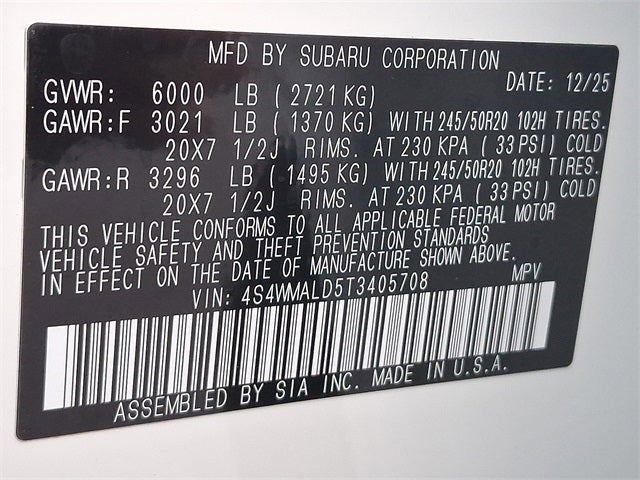 MFD BY SUBARU CORPORATION
DATE: 12/25
GVWR: 6000 LB ( 2721 KG)
GAWR:F 3021 LB ( 1370 KG) WITH 245/50R20 102H TIRES.
20X7 1/2J RIMS. AT 230 KPA ( 33 PSI) COLD
GAWR:R 3296 LB ( 1495 KG) WITH 245/50R20 102H TIRES.
20X7 1/2J RIMS. AT 230 KPA ( 33 PSI) COLD
THIS VEHICLE CONFORMS TO ALL APPLICABLE FEDERAL MOTOR
VEHICLE SAFETY AND THEFT PREVENTION STANDARDS
IN EFFECT ON THE DATE OF MANUFACTURE SHOWN ABOVE.
VIN: 4S4WMALD5T3405708 MPV
ASSEMBLED BY SIA INC. MADE IN U.S.A.